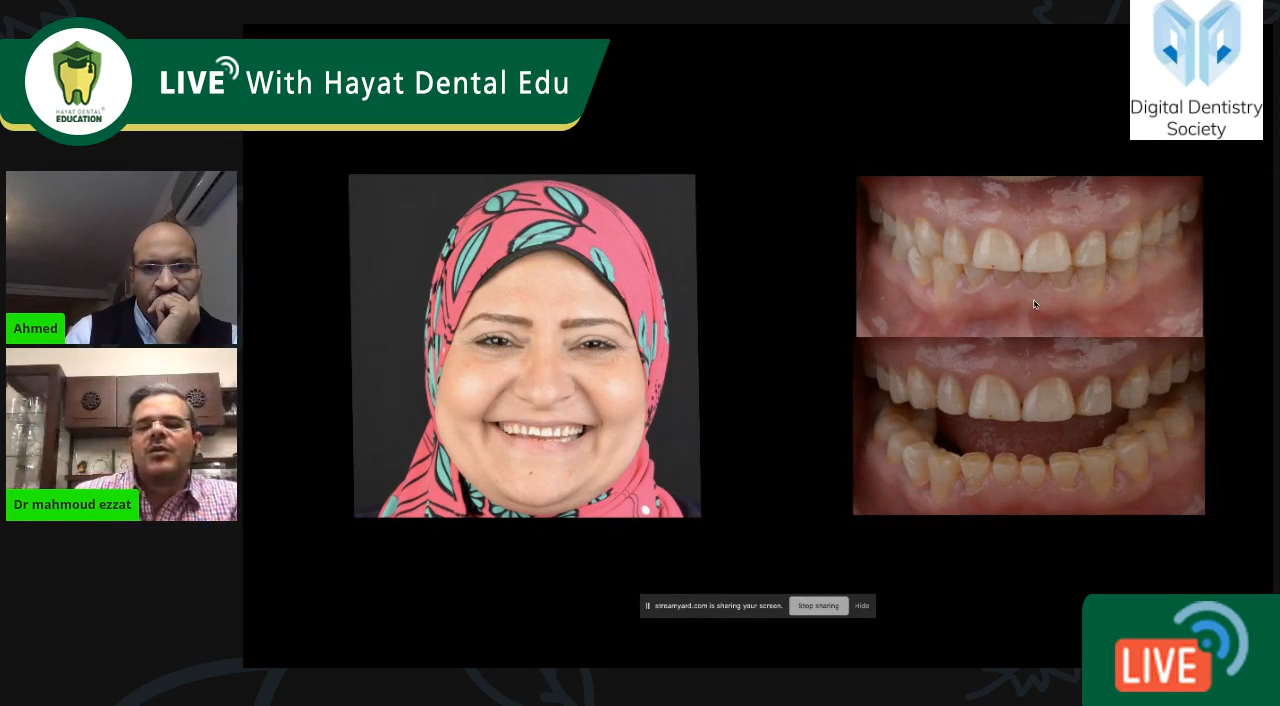 LIVE With Hayat Dental Edu
HAYAT DENTAL®
EDUCATION
Digital Dentistry
Society
Ahmed
Dr mahmoud ezzat
streamyard.com is sharing your screen.
Stop sharing
Hide
LIVE